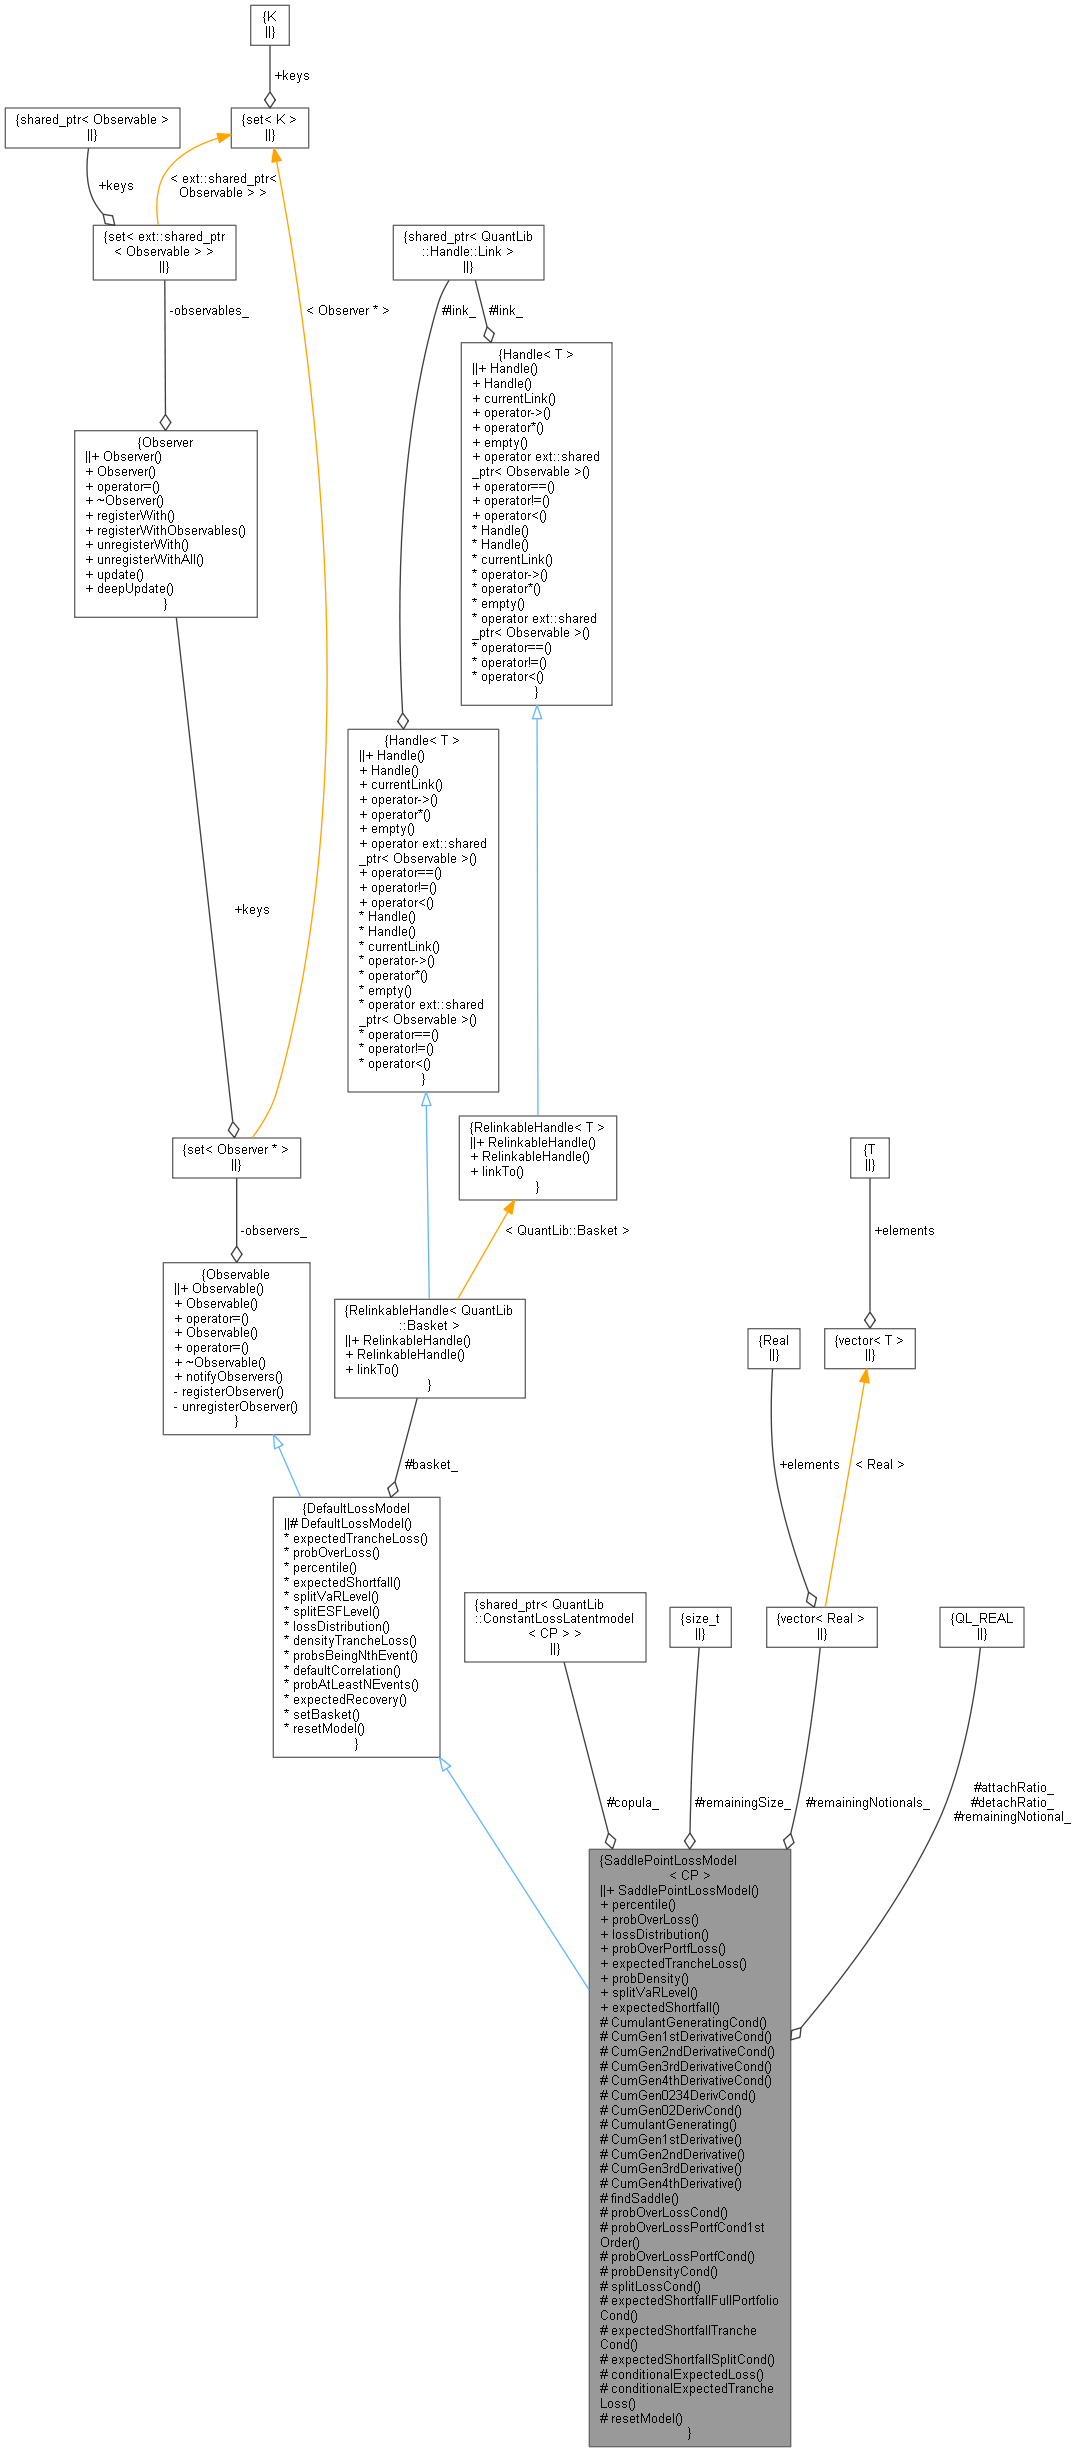 {K
||}
+keys
{shared_ptr< Observable >
||}
{set< K >
||}
+keys
< ext::shared_ptr<
Observable > >
{set< ext::shared_ptr
< Observable > >
||}
{shared_ptr< QuantLib
::Handle::Link >
||}
-observables_
< Observer * >
#link_
#link_
{Handle< T >
||+ Handle()
+ Handle()
+ currentLink()
+ operator->()
+ operator*()
+ empty()
+ operator ext::shared
_ptr< Observable >()
+ operator==()
+ operator!=()
+ operator<()
* Handle()
* Handle()
* currentLink()
* operator->()
* operator*()
* empty()
* operator ext::shared
_ptr< Observable >()
* operator==()
* operator!=()
* operator<()
}
{Observer
||+ Observer()
+ Observer()
+ operator=()
+ ~Observer()
+ registerWith()
+ registerWithObservables()
+ unregisterWith()
+ unregisterWithAll()
+ update()
+ deepUpdate()
}
{Handle< T >
||+ Handle()
+ Handle()
+ currentLink()
+ operator->()
+ operator*()
+ empty()
+ operator ext::shared
_ptr< Observable >()
+ operator==()
+ operator!=()
+ operator<()
* Handle()
* Handle()
* currentLink()
* operator->()
* operator*()
* empty()
* operator ext::shared
_ptr< Observable >()
* operator==()
* operator!=()
* operator<()
}
+keys
{set< Observer * >
||}
{RelinkableHandle< T >
||+ RelinkableHandle()
+ RelinkableHandle()
+ linkTo()
}
{T
||}
-observers_
< QuantLib::Basket >
+elements
{Observable
||+ Observable()
+ Observable()
+ operator=()
+ Observable()
+ operator=()
+ ~Observable()
+ notifyObservers()
- registerObserver()
- unregisterObserver()
}
{RelinkableHandle< QuantLib
::Basket >
||+ RelinkableHandle()
+ RelinkableHandle()
+ linkTo()
}
{Real
||}
{vector< T >
||}
#basket_
+elements
< Real >
{DefaultLossModel
||# DefaultLossModel()
* expectedTrancheLoss()
* probOverLoss()
* percentile()
* expectedShortfall()
* splitVaRLevel()
* splitESFLevel()
* lossDistribution()
* densityTrancheLoss()
* probsBeingNthEvent()
* defaultCorrelation()
* probAtLeastNEvents()
* expectedRecovery()
* setBasket()
* resetModel()
}
{shared_ptr< QuantLib
::ConstantLossLatentmodel
< CP > >
||}
{size_t
||}
{vector< Real >
||}
{QL_REAL
||}
#copula_
#remainingSize_
#remainingNotionals_
#attachRatio_
#detachRatio_
#remainingNotional_
{SaddlePointLossModel
< CP >
||+ SaddlePointLossModel()
+ percentile()
+ probOverLoss()
+ lossDistribution()
+ probOverPortfLoss()
+ expectedTrancheLoss()
+ probDensity()
+ splitVaRLevel()
+ expectedShortfall()
# CumulantGeneratingCond()
# CumGen1stDerivativeCond()
# CumGen2ndDerivativeCond()
# CumGen3rdDerivativeCond()
# CumGen4thDerivativeCond()
# CumGen0234DerivCond()
# CumGen02DerivCond()
# CumulantGenerating()
# CumGen1stDerivative()
# CumGen2ndDerivative()
# CumGen3rdDerivative()
# CumGen4thDerivative()
# findSaddle()
# probOverLossCond()
# probOverLossPortfCond1st
Order()
# probOverLossPortfCond()
# probDensityCond()
# splitLossCond()
# expectedShortfallFullPortfolio
Cond()
# expectedShortfallTranche
Cond()
# expectedShortfallSplitCond()
# conditionalExpectedLoss()
# conditionalExpectedTranche
Loss()
# resetModel()
}